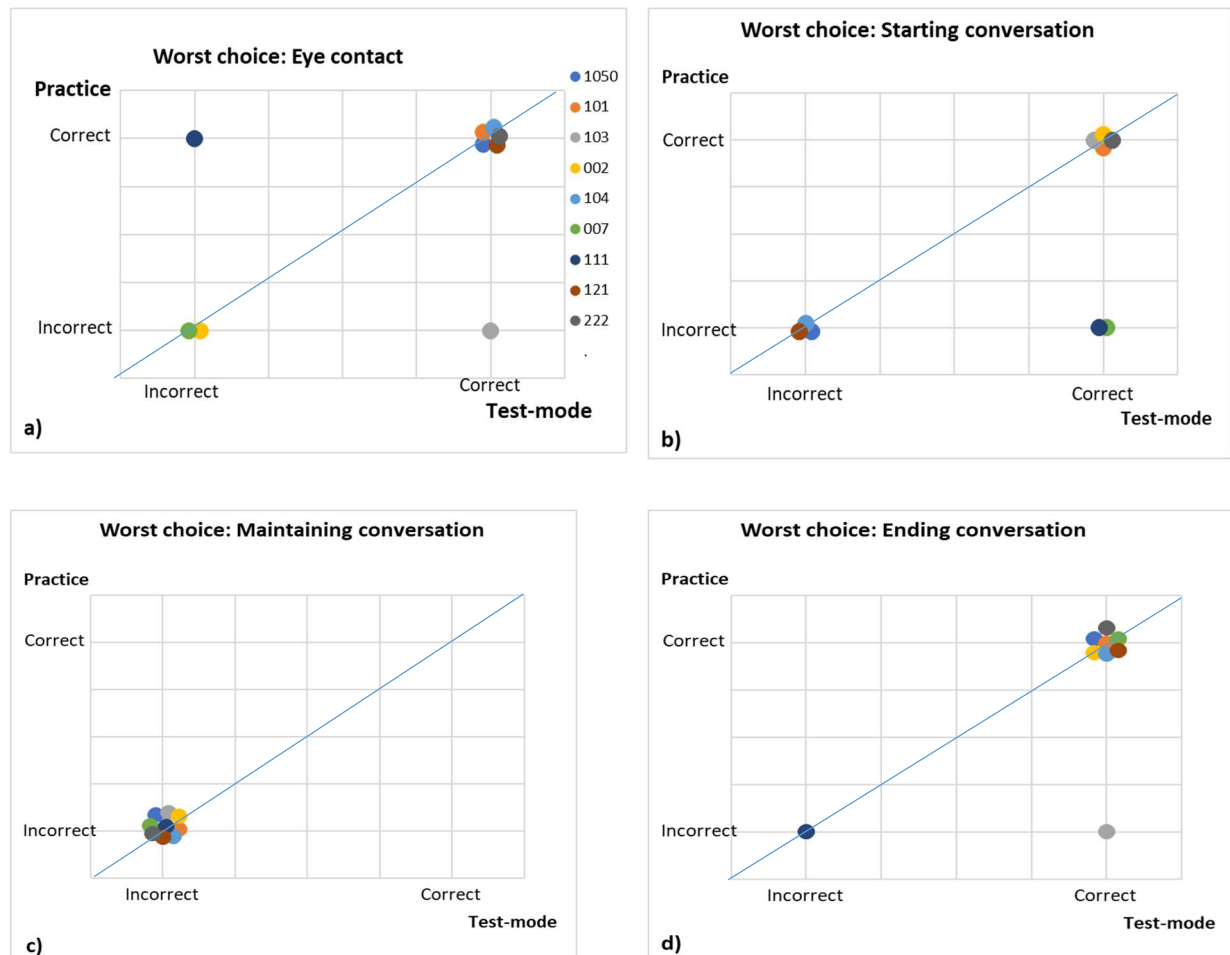 Worst choice: Eye contact
Practice
Correct
Incorrect
Incorrect
Correct
Test-mode
a)
1050
101
103
002
104
007
111
121
222
.
Worst choice: Starting conversation
Practice
Correct
Incorrect
Incorrect
Correct
Test-mode
b)
Worst choice: Maintaining conversation
Practice
Correct
Incorrect
Incorrect
Correct
Test-mode
c)
Worst choice: Ending conversation
Practice
Correct
Incorrect
Incorrect
Correct
Test-mode
d)